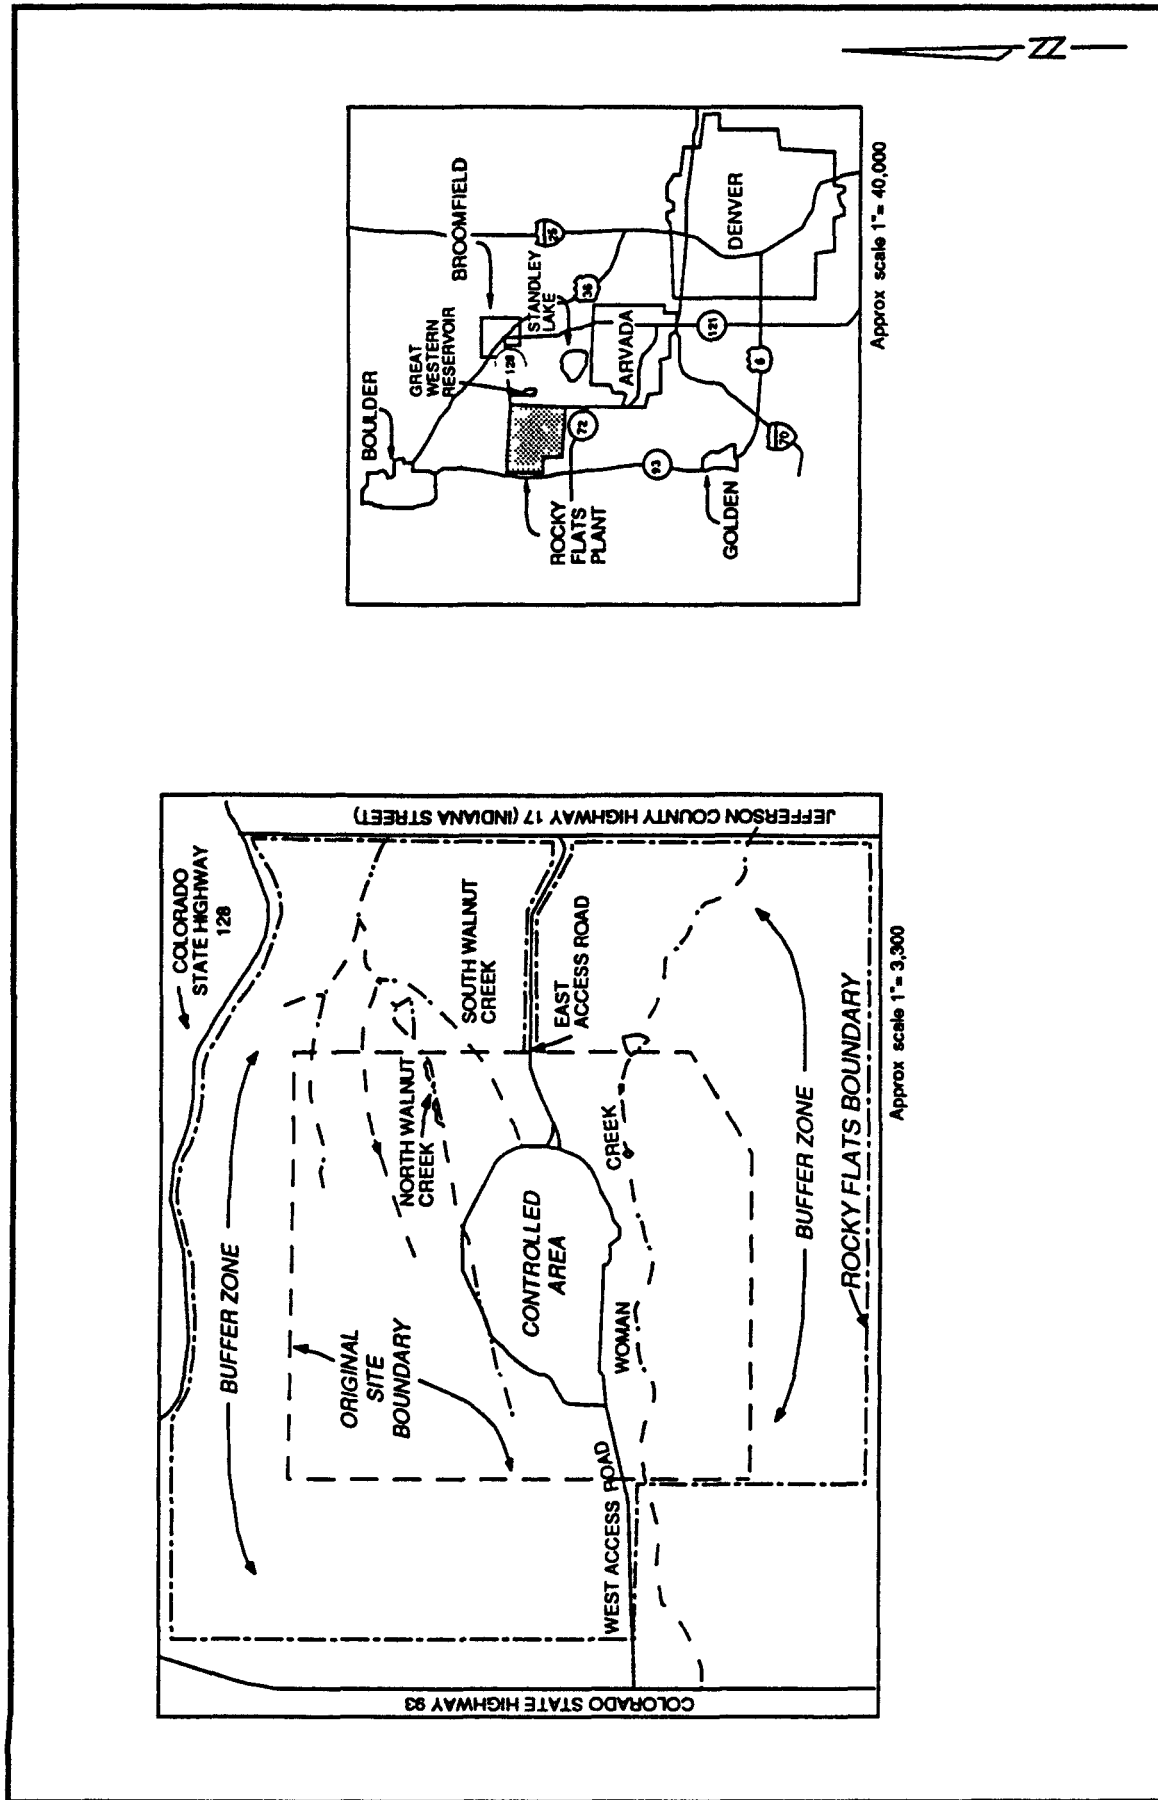 N
COLORADO
STATE HIGHWAY
128
JEFFERSON COUNTY HIGHWAY 17 (INDIANA STREET)
BUFFER ZONE
ORIGINAL
SITE
BOUNDARY
NORTH WALNUT
CREEK
SOUTH WALNUT
CREEK
CONTROLLED
AREA
EAST
ACCESS ROAD
WEST ACCESS ROAD
WOMAN
CREEK
BUFFER ZONE
ROCKY FLATS BOUNDARY
COLORADO STATE HIGHWAY 93
Approx scale 1"= 3,300
BOULDER
GREAT
WESTERN
RESERVOIR
BROOMFIELD
128
STANDLEY
LAKE
25
36
ROCKY
FLATS
PLANT
72
ARVADA
93
121
DENVER
GOLDEN
6
70
Approx scale 1"= 40,000